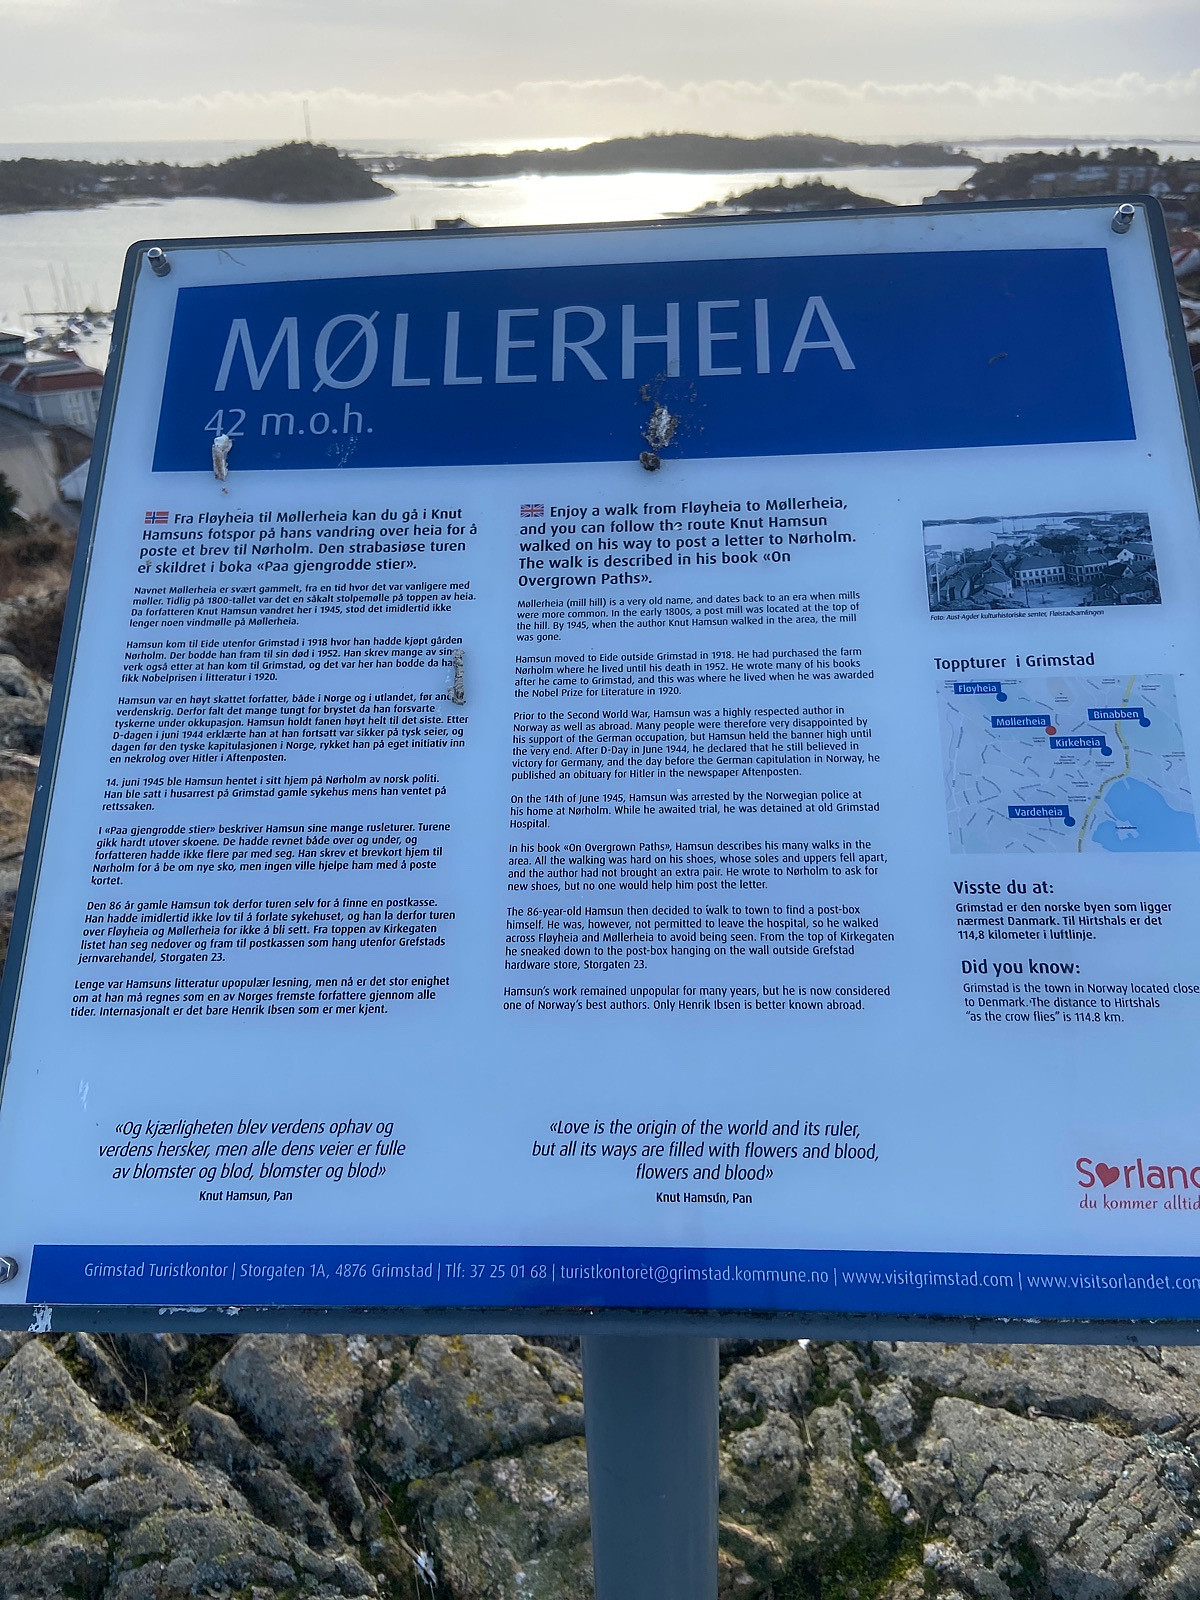 MØLLERHEIA
42 m.o.h.
Fra Fløyheia til Møllerheia kan du gå i Knut
Hamsuns fotspor på hans vandring over heia for å
poste et brev til Nørholm. Den strabasiøse turen
er skildret i boka «Paa gjengrodde stier».
Navnet Møllerheia er svært gammelt, fra en tid hvor det var vanligere med
møller. Tidlig på 1800-tallet var det en såkalt stolpemølle på toppen av heia.
Da forfatteren Knut Hamsun vandret her i 1945, stod det imidlertid ikke
lenger noen vindmølle på Møllerheia.
Hamsun kom til Eide utenfor Grimstad i 1918 hvor han hadde kjøpt gården
Nørholm. Der bodde han fram til sin død i 1952. Han skrev mange av sine
verk også etter at han kom til Grimstad, og det var her han bodde da han
fikk Nobelprisen i litteratur i 1920.
Hamsun var en høyt skattet forfatter, både i Norge og i utlandet, før
verdenskrig. Derfor falt det mange tungt for brystet da han forsvarte
tyskerne under okkupasjon. Hamsun holdt fanen høyt helt til det siste. Etter
D-dagen i juni 1944 erklærte han at han fortsatt var sikker på tysk seier, og
dagen før den tyske kapitulasjonen i Norge, rykket han på eget initiativ inn
en nekrolog over Hitler i Aftenposten.
14. juni 1945 ble Hamsun hentet i sitt hjem på Nørholm av norsk politi.
Han ble satt i husarrest på Grimstad gamle sykehus mens han ventet på
rettssaken.
I «Paa gjengrodde stier» beskriver Hamsun sine mange rusleturer. Turene
gikk hardt utover skoene. De hadde revnet både over og under, og
forfatteren hadde ikke flere par med seg. Han skrev et brevkort hjem til
Nørholm for å be om nye sko, men ingen ville hjelpe ham med å poste
kortet.
Den 86 år gamle Hamsun tok derfor turen selv for å finne en postkasse.
Han hadde imidlertid ikke lov til å forlate sykehuset, og han la derfor turen
over Fløyheia og Møllerheia for ikke å bli sett. Fra toppen av Kirkegaten
listet han seg nedover og fram til postkassen som hang utenfor Grefstads
jernvarehandel, Storgaten 23.
Lenge var Hamsuns litteratur upopulær lesning, men nå er det stor enighet
om at han må regnes som en av Norges fremste forfattere gjennom alle
tider. Internasjonalt er det bare Henrik Ibsen som er mer kjent.
«Og kjærligheten blev verdens ophav og
verdens hersker, men alle dens veier er fulle
av blomster og blod, blomster og blod»
Knut Hamsun, Pan
Enjoy a walk from Fløyheia to Møllerheia,
and you can follow the route Knut Hamsun
walked on his way to post a letter to Nørholm.
The walk is described in his book «On
Overgrown Paths».
Møllerheia (mill hill) is a very old name, and dates back to an era when mills
were more common. In the early 1800s, a post mill was located at the top of
the hill. By 1945, when the author Knut Hamsun walked in the area, the mill
was gone.
Hamsun moved to Eide outside Grimstad in 1918. He had purchased the farm
Nørholm where he lived until his death in 1952. He wrote many of his books
after he came to Grimstad, and this was where he lived when he was awarded
the Nobel Prize for Literature in 1920.
Prior to the Second World War, Hamsun was a highly respected author in
Norway as well as abroad. Many people were therefore very disappointed by
his support of the German occupation, but Hamsun held the banner high until
the very end. After D-Day in June 1944, he declared that he still believed in
victory for Germany, and the day before the German capitulation in Norway, he
published an obituary for Hitler in the newspaper Aftenposten.
On the 14th of June 1945, Hamsun was arrested by the Norwegian police at
his home at Nørholm. While he awaited trial, he was detained at old Grimstad
Hospital.
In his book «On Overgrown Paths», Hamsun describes his many walks in the
area. All the walking was hard on his shoes, whose soles and uppers fell apart,
and the author had not brought an extra pair. He wrote to Nørholm to ask for
new shoes, but no one would help him post the letter.
The 86-year-old Hamsun then decided to walk to town to find a post-box
himself. He was, however, not permitted to leave the hospital, so he walked
across Fløyheia and Møllerheia to avoid being seen. From the top of Kirkegaten
he sneaked down to the post-box hanging on the wall outside Grefstad
hardware store, Storgaten 23.
Hamsun's work remained unpopular for many years, but he is now considered
one of Norway's best authors. Only Henrik Ibsen is better known abroad.
«Love is the origin of the world and its ruler,
but all its ways are filled with flowers and blood,
flowers and blood»
Knut Hamsun, Pan
Foto: Aust-Agder kulturhistoriske senter, Fløistadsamlingen
Toppturer i Grimstad
Fløyheia
Møllerheia
Binabben
Kirkeheia
Vardeheia
Visste du at:
Grimstad er den norske byen som ligger
nærmest Danmark. Til Hirtshals er det
114,8 kilometer i luftlinje.
Did you know:
Grimstad is the town in Norway located close
to Denmark. The distance to Hirtshals
"as the crow flies" is 114.8 km.
Sørland
du kommer alltid
Grimstad Turistkontor | Storgaten 1A, 4876 Grimstad | Tlf: 37 25 01 68 | turistkontoret@grimstad.kommune.no | www.visitgrimstad.com | www.visitsorlandet.com